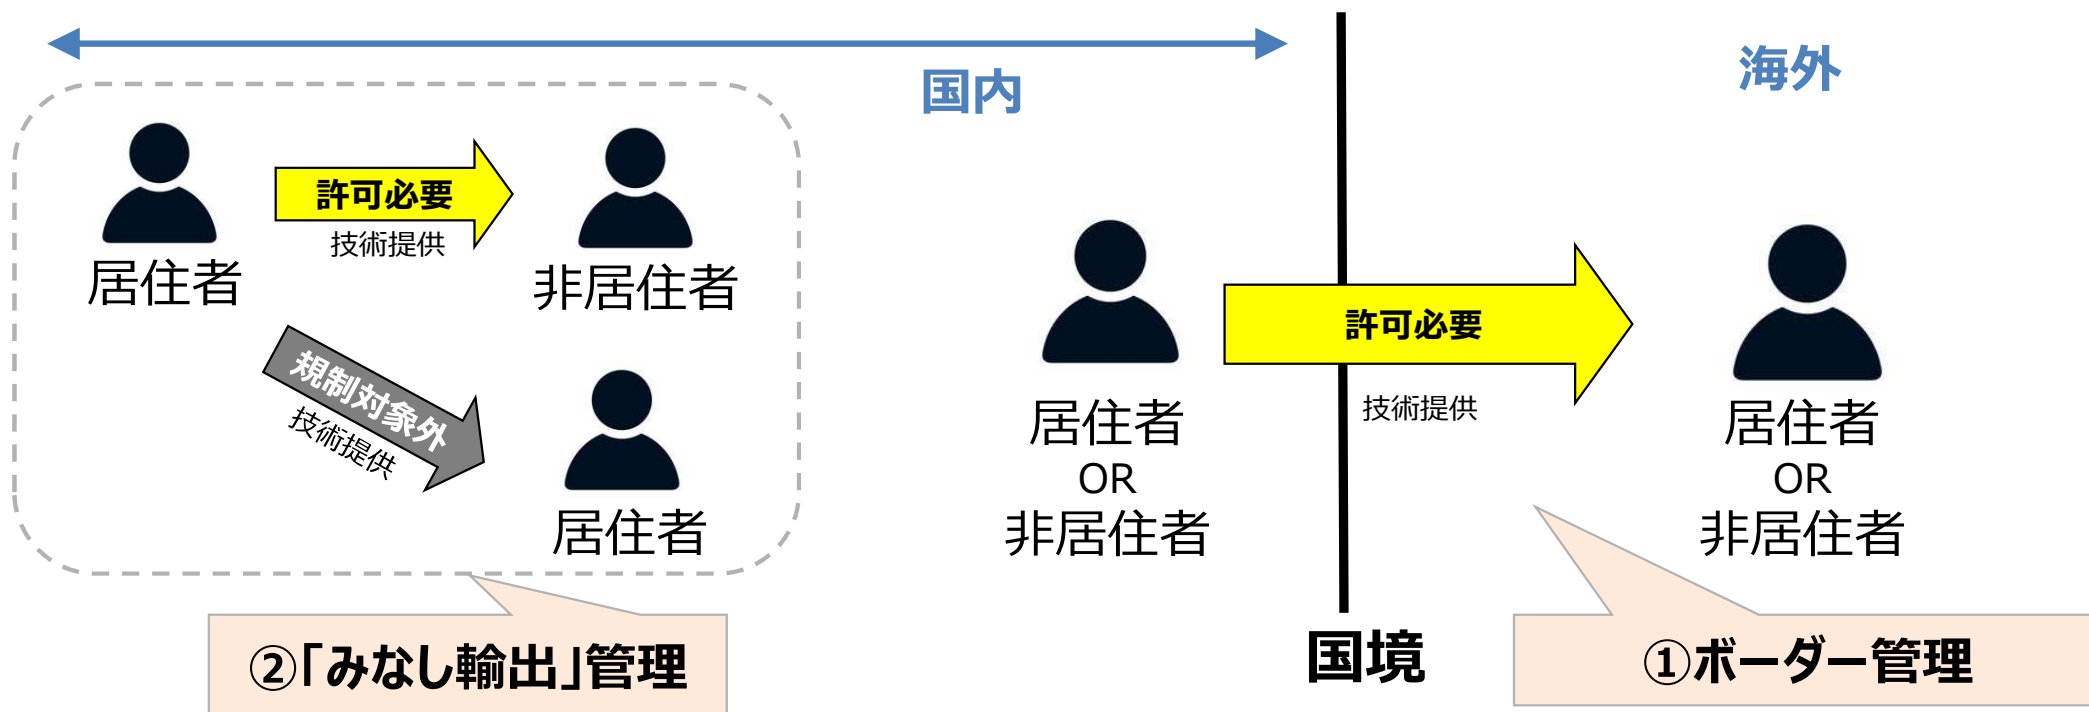 国内
海外
許可必要
技術提供
居住者
非居住者
規制対象外
技術提供
居住者
許可必要
技術提供
居住者
OR
非居住者
居住者
OR
非居住者
国境
②「みなし輸出」管理
①ボーダー管理